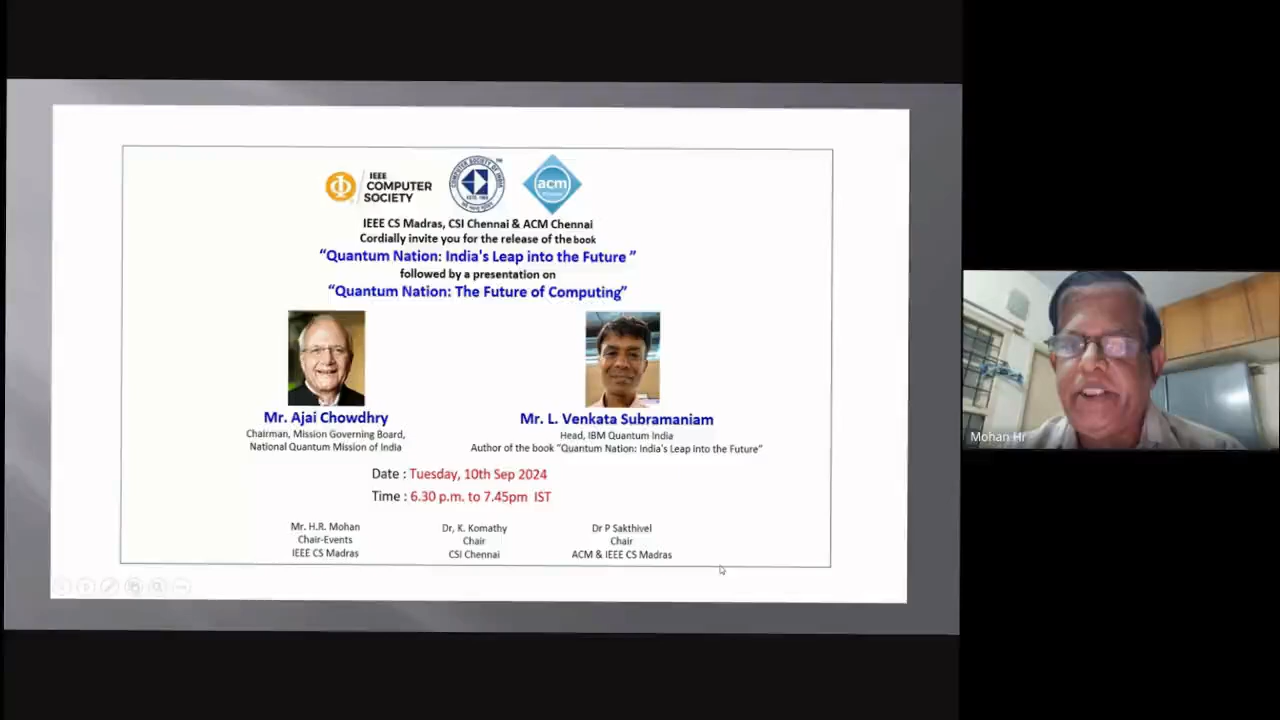 IEEE
COMPUTER
SOCIETY
COMPUTER SOCIETY OF INDIA
acm
IEEE CS Madras, CSI Chennai & ACM Chennai
Cordially invite you for the release of the book
“Quantum Nation: India's Leap into the Future ”
followed by a presentation on
“Quantum Nation: The Future of Computing”
Mr. Ajai Chowdhry
Chairman, Mission Governing Board,
National Quantum Mission of India
Mr. L. Venkata Subramaniam
Head, IBM Quantum India
Author of the book “Quantum Nation: India's Leap Into the Future”
Date : Tuesday, 10th Sep 2024
Time : 6.30 p.m. to 7.45pm IST
Mr. H.R. Mohan
Chair-Events
IEEE CS Madras
Dr, K. Komathy
Chair
CSI Chennai
Dr P Sakthivel
Chair
ACM & IEEE CS Madras
Mohan Hr